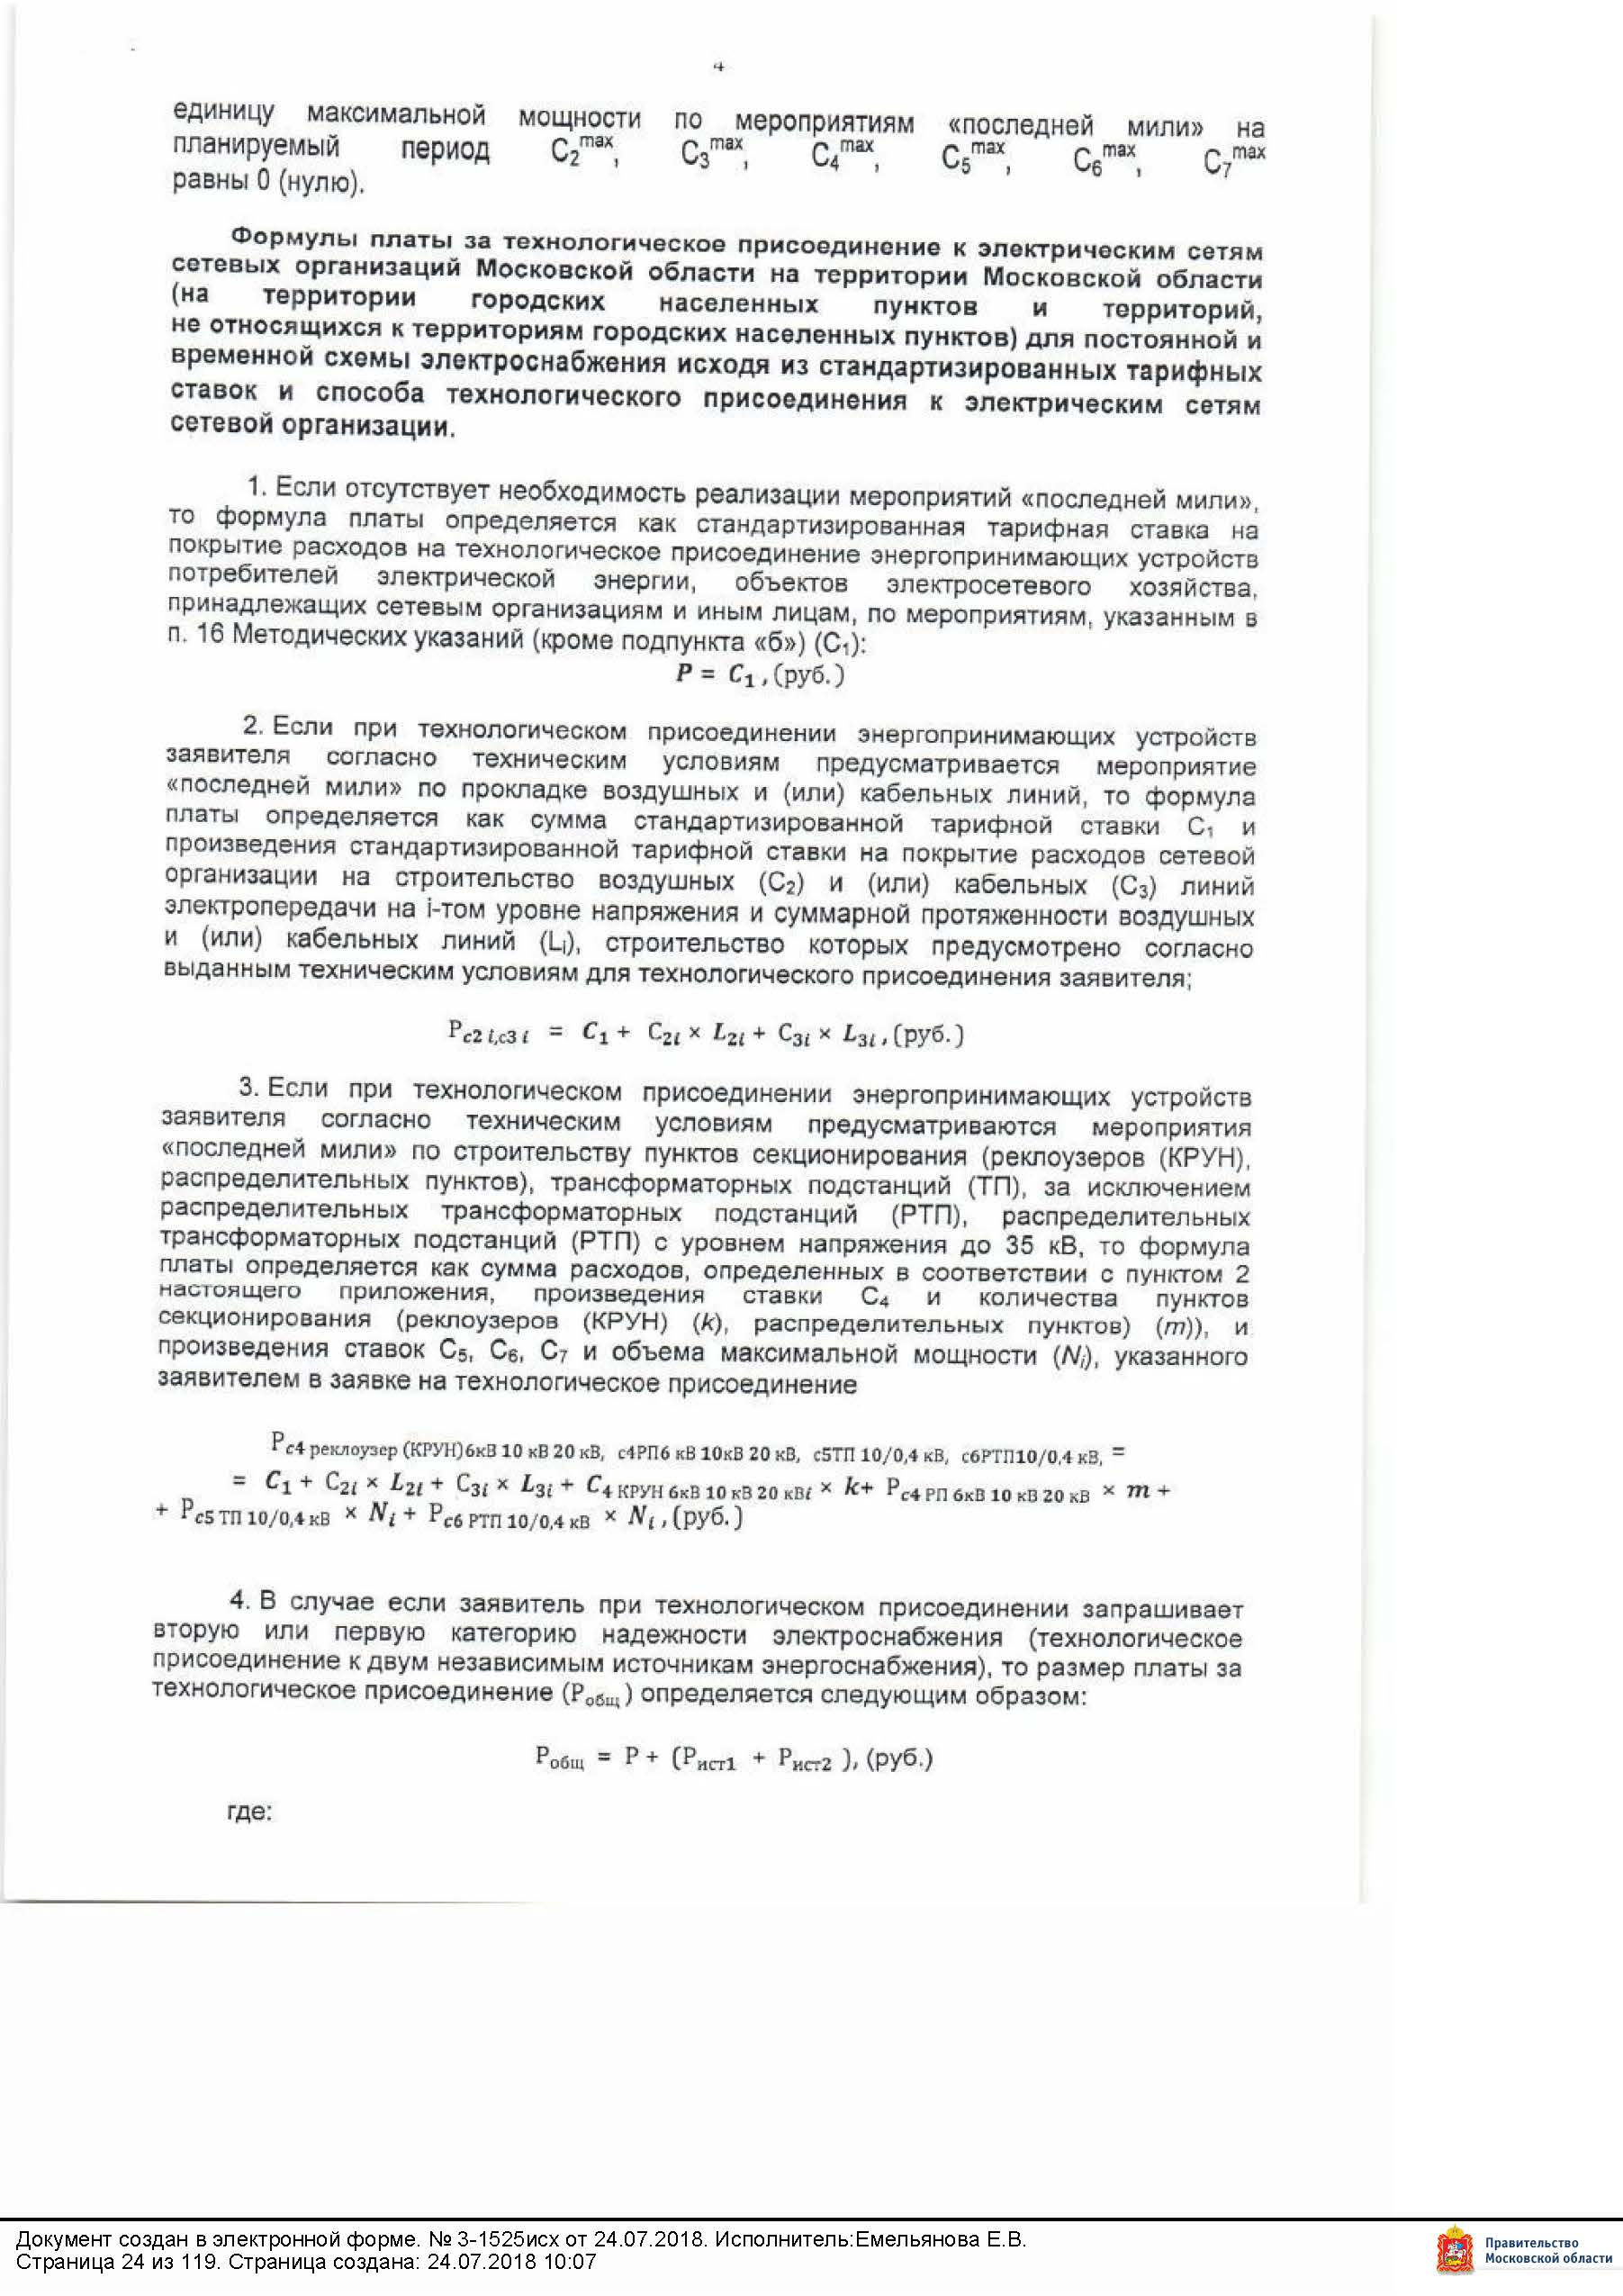 4
единицу максимальной мощности по мероприятиям «последней мили» на
планируемый период C₂ᵐᵃˣ, C₃ᵐᵃˣ, C₄ᵐᵃˣ, C₅ᵐᵃˣ, C₆ᵐᵃˣ, C₇ᵐᵃˣ
равны 0 (нулю).
Формулы платы за технологическое присоединение к электрическим сетям
сетевых организаций Московской области на территории Московской области
(на территории городских населенных пунктов и территорий,
не относящихся к территориям городских населенных пунктов) для постоянной и
временной схемы электроснабжения исходя из стандартизированных тарифных
ставок и способа технологического присоединения к электрическим сетям
сетевой организации.
1. Если отсутствует необходимость реализации мероприятий «последней мили»,
то формула платы определяется как стандартизированная тарифная ставка на
покрытие расходов на технологическое присоединение энергопринимающих устройств
потребителей электрической энергии, объектов электросетевого хозяйства,
принадлежащих сетевым организациям и иным лицам, по мероприятиям, указанным в
п. 16 Методических указаний (кроме подпункта «б») (C₁):
P = C₁ , (руб.)
2. Если при технологическом присоединении энергопринимающих устройств
заявителя согласно техническим условиям предусматривается мероприятие
«последней мили» по прокладке воздушных и (или) кабельных линий, то формула
платы определяется как сумма стандартизированной тарифной ставки C₁ и
произведения стандартизированной тарифной ставки на покрытие расходов сетевой
организации на строительство воздушных (C₂) и (или) кабельных (C₃) линий
электропередачи на i-том уровне напряжения и суммарной протяженности воздушных
и (или) кабельных линий (Lᵢ), строительство которых предусмотрено согласно
выданным техническим условиям для технологического присоединения заявителя;
P c2 i,c3 i = C₁ + C₂ᵢ × L₂ᵢ + C₃ᵢ × L₃ᵢ , (руб.)
3. Если при технологическом присоединении энергопринимающих устройств
заявителя согласно техническим условиям предусматриваются мероприятия
«последней мили» по строительству пунктов секционирования (реклоузеров (КРУН),
распределительных пунктов), трансформаторных подстанций (ТП), за исключением
распределительных трансформаторных подстанций (РТП), распределительных
трансформаторных подстанций (РТП) с уровнем напряжения до 35 кВ, то формула
платы определяется как сумма расходов, определенных в соответствии с пунктом 2
настоящего приложения, произведения ставки C₄ и количества пунктов
секционирования (реклоузеров (КРУН) (k), распределительных пунктов) (m)), и
произведения ставок C₅, C₆, C₇ и объема максимальной мощности (Nᵢ), указанного
заявителем в заявке на технологическое присоединение
P c4 реклоузер (КРУН)6кВ 10 кВ 20 кВ, c4РП6 кВ 10кВ 20 кВ, c5ТП 10/0,4 кВ, c6РТП10/0,4 кВ, =
= C₁ + C₂ᵢ × L₂ᵢ + C₃ᵢ × L₃ᵢ + C₄ КРУН 6кВ 10 кВ 20 кВi × k+ P c4 РП 6кВ 10 кВ 20 кВ × m +
+ P c5 ТП 10/0,4 кВ × Nᵢ + P c6 РТП 10/0,4 кВ × Nᵢ , (руб.)
4. В случае если заявитель при технологическом присоединении запрашивает
вторую или первую категорию надежности электроснабжения (технологическое
присоединение к двум независимым источникам энергоснабжения), то размер платы за
технологическое присоединение (Pобщ) определяется следующим образом:
Pобщ = P + (Pист1 + Pист2 ), (руб.)
где:
Документ создан в электронной форме. № 3-1525исх от 24.07.2018. Исполнитель:Емельянова Е.В.
Страница 24 из 119. Страница создана: 24.07.2018 10:07
Правительство
Московской области